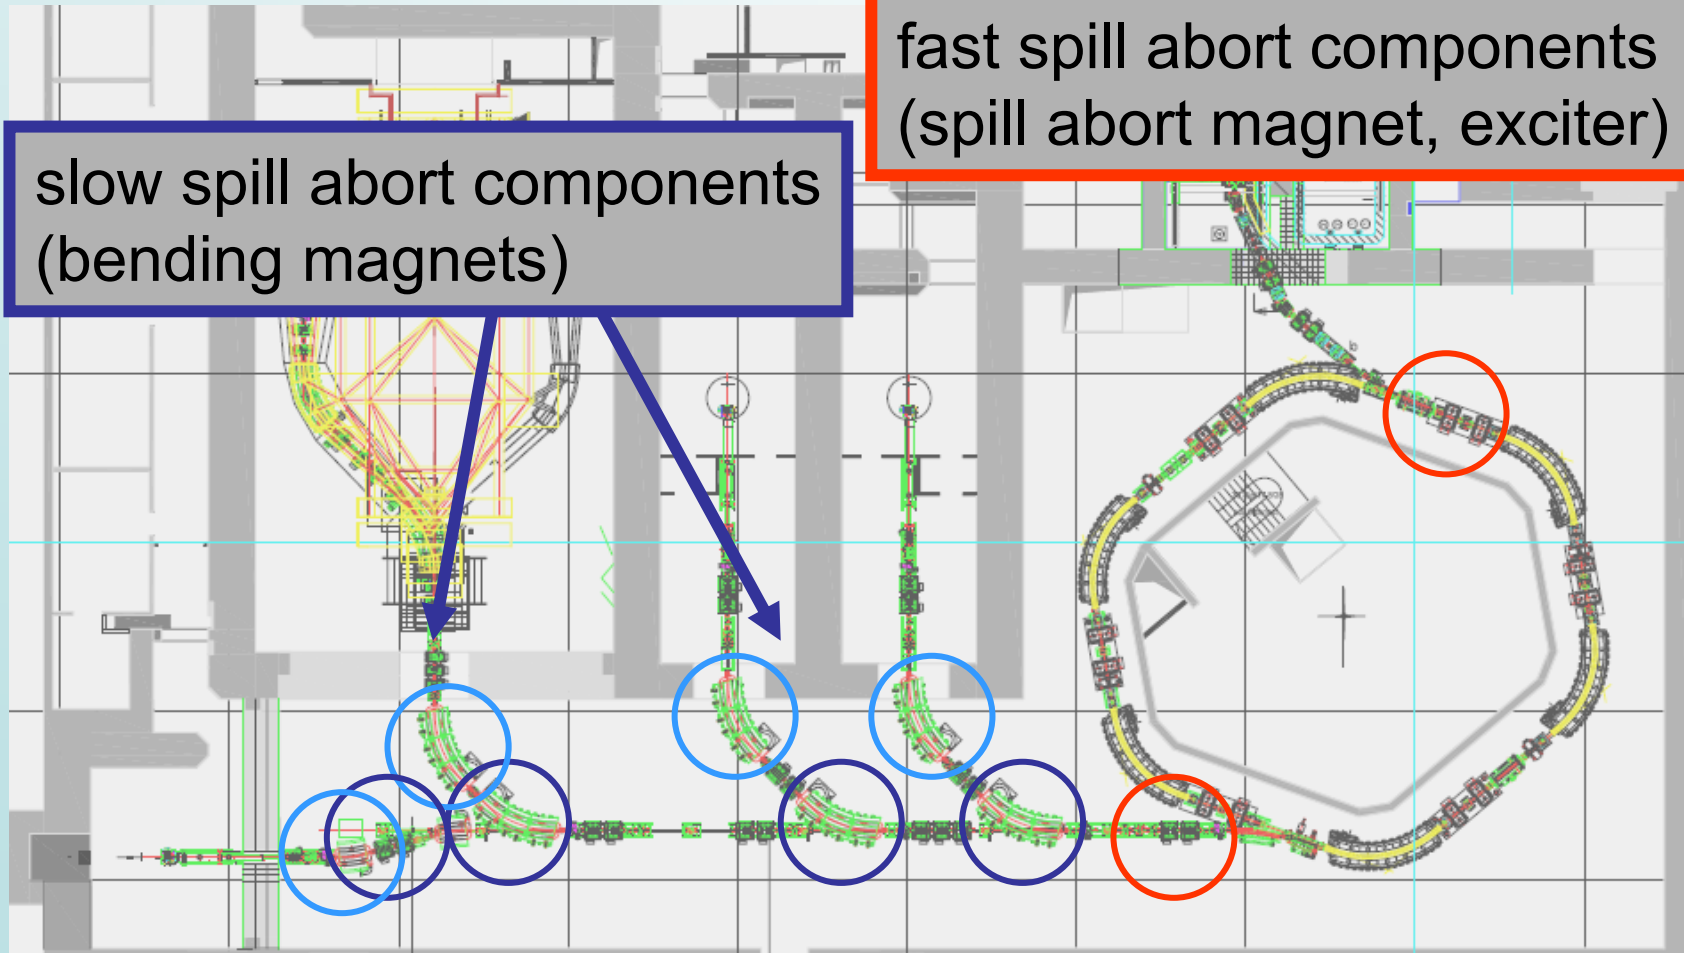 fast spill abort components
(spill abort magnet, exciter)
slow spill abort components
(bending magnets)